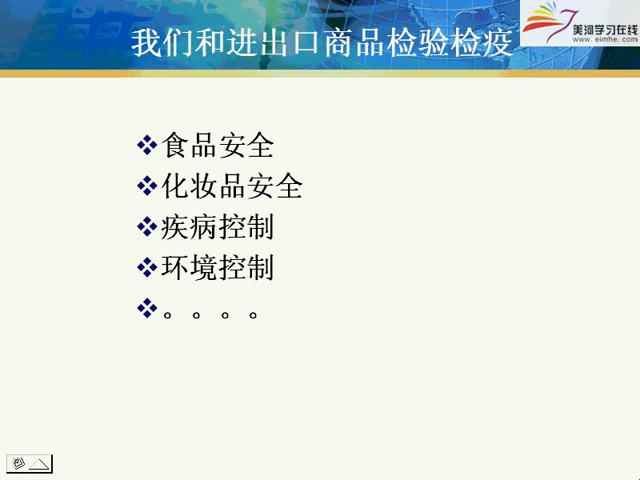 我们和进出口商品检验检疫
美河学习在线
www.eimhe.com
食品安全
化妆品安全
疾病控制
环境控制
。。。。